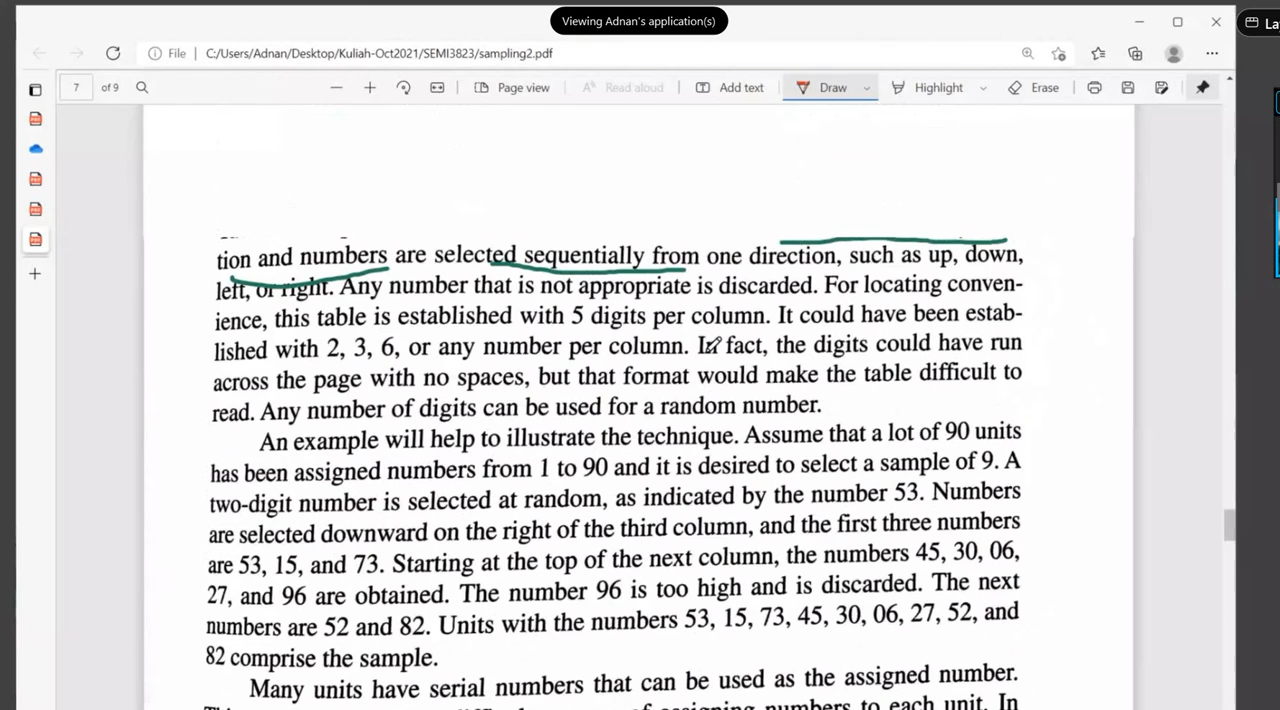 Viewing Adnan's application(s)
La
File C:/Users/Adnan/Desktop/Kuliah-Oct2021/SEMI3823/sampling2.pdf
7 of 9 Page view Read aloud Add text Draw Highlight Erase
tion and numbers are selected sequentially from one direction, such as up, down,
left, or right. Any number that is not appropriate is discarded. For locating conven-
ience, this table is established with 5 digits per column. It could have been estab-
lished with 2, 3, 6, or any number per column. In fact, the digits could have run
across the page with no spaces, but that format would make the table difficult to
read. Any number of digits can be used for a random number.
An example will help to illustrate the technique. Assume that a lot of 90 units
has been assigned numbers from 1 to 90 and it is desired to select a sample of 9. A
two-digit number is selected at random, as indicated by the number 53. Numbers
are selected downward on the right of the third column, and the first three numbers
are 53, 15, and 73. Starting at the top of the next column, the numbers 45, 30, 06,
27, and 96 are obtained. The number 96 is too high and is discarded. The next
numbers are 52 and 82. Units with the numbers 53, 15, 73, 45, 30, 06, 27, 52, and
82 comprise the sample.
Many units have serial numbers that can be used as the assigned number.
of assigning numbers to each unit. In